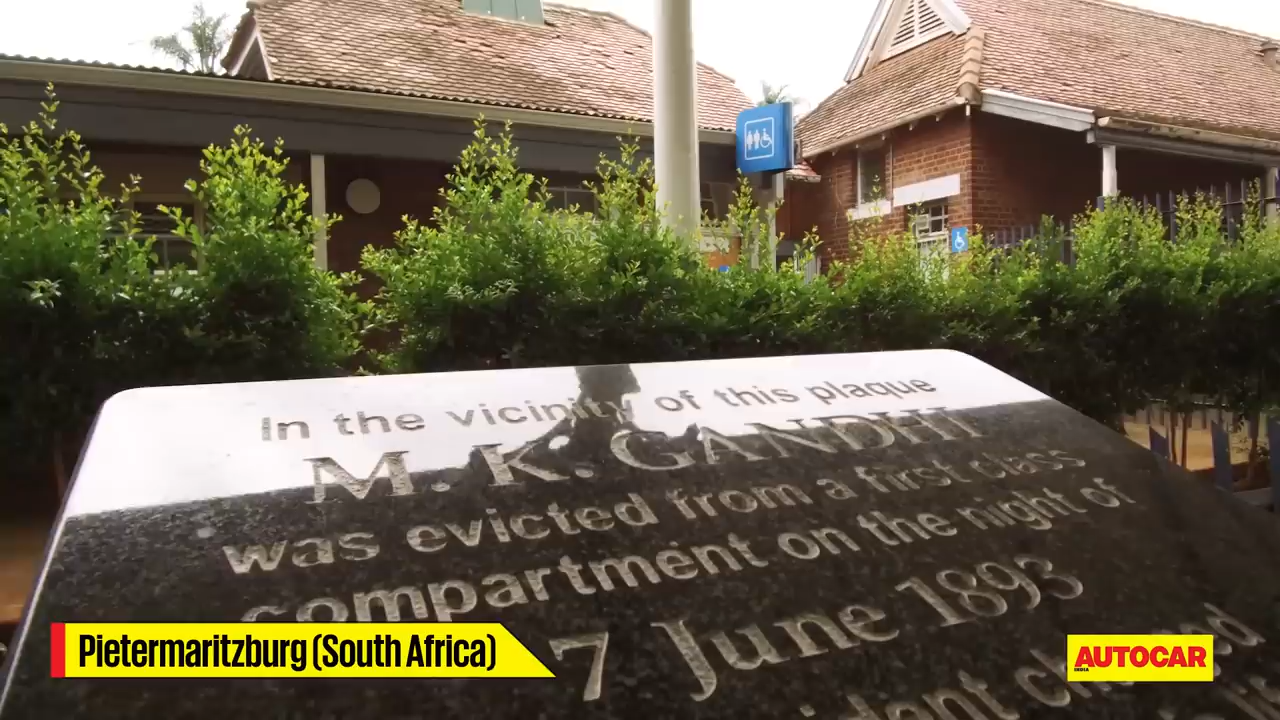 In the vicinity of this plaque
M. K. GANDHI
was evicted from a first class
compartment on the night of
7 June 1893
Pietermaritzburg (South Africa)
AUTOCAR
INDIA